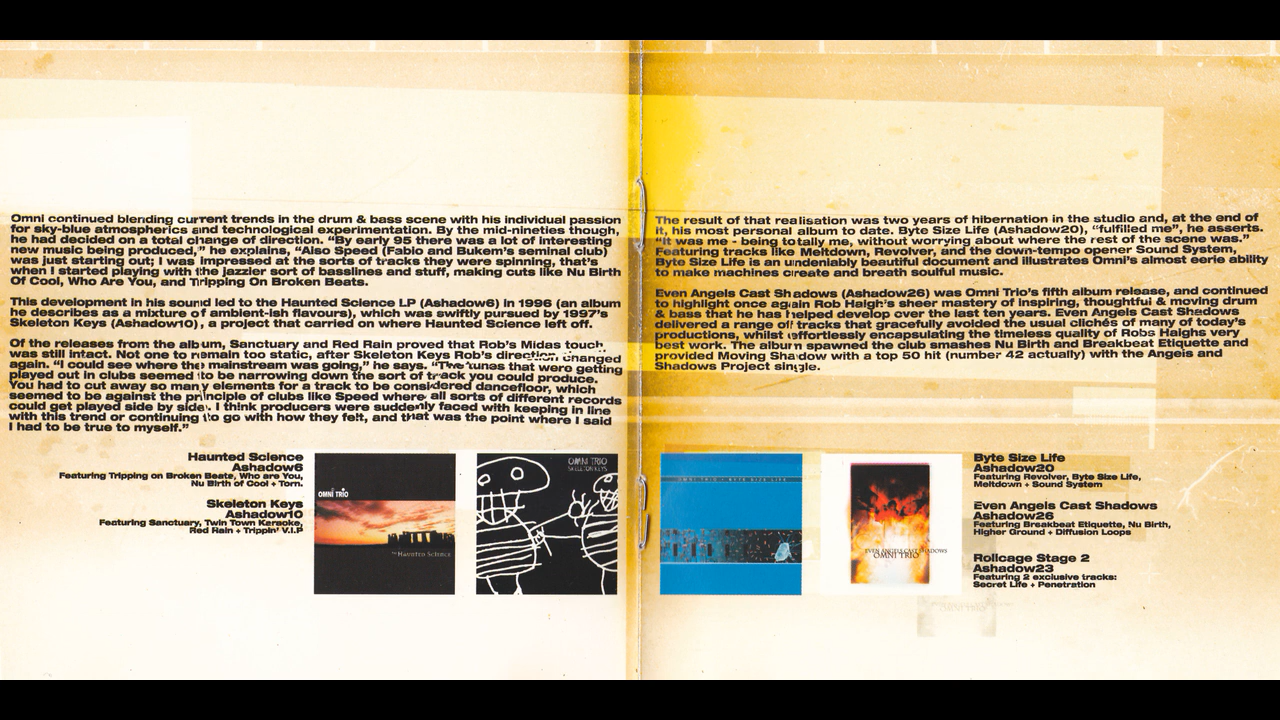 Omni continued blending current trends in the drum & bass scene with his individual passion
for sky-blue atmospherics and technological experimentation. By the mid-nineties though,
he had decided on a total change of direction. “By early 95 there was a lot of interesting
new music being produced,” he explains, “Also Speed (Fabio and Bukem's seminal club)
was just starting out; I was impressed at the sorts of tracks they were spinning, that's
when I started playing with the jazzier sort of basslines and stuff, making cuts like Nu Birth
Of Cool, Who Are You, and Tripping On Broken Beats.
This development in his sound led to the Haunted Science LP (Ashadow6) in 1996 (an album
he describes as a mixture of ambient-ish flavours), which was swiftly pursued by 1997's
Skeleton Keys (Ashadow10), a project that carried on where Haunted Science left off.
Of the releases from the album, Sanctuary and Red Rain proved that Rob's Midas touch
was still intact. Not one to remain too static, after Skeleton Keys Rob's direction changed
again. “I could see where the mainstream was going,” he says. “The tunes that were getting
played out in clubs seemed to be narrowing down the sort of track you could produce.
You had to cut away so many elements for a track to be considered dancefloor, which
seemed to be against the principle of clubs like Speed where all sorts of different records
could get played side by side. I think producers were suddenly faced with keeping in line
with this trend or continuing to go with how they felt, and that was the point where I said
I had to be true to myself.”
Haunted Science
Ashadow6
Featuring Tripping on Broken Beats, Who are You,
Nu Birth of Cool + Torn.
Skeleton Keys
Ashadow10
Featuring Sanctuary, Twin Town Karaoke,
Red Rain + Trippin' V.I.P
OMNI TRIO
The Haunted Science
OMNI TRIO
SKELETON KEYS
The result of that realisation was two years of hibernation in the studio and, at the end of
it, his most personal album to date. Byte Size Life (Ashadow20), “fulfilled me”, he asserts.
“It was me - being totally me, without worrying about where the rest of the scene was.”
Featuring tracks like Meltdown, Revolver, and the down-tempo opener Sound System,
Byte Size Life is an undeniably beautiful document and illustrates Omni's almost eerie ability
to make machines create and breath soulful music.
Even Angels Cast Shadows (Ashadow26) was Omni Trio's fifth album release, and continued
to highlight once again Rob Haigh's sheer mastery of inspiring, thoughtful & moving drum
& bass that he has helped develop over the last ten years. Even Angels Cast Shadows
delivered a range of tracks that gracefully avoided the usual clichés of many of today's
productions, whilst effortlessly encapsulating the timeless quality of Robs Haighs very
best work. The album spawned the club smashes Nu Birth and Breakbeat Etiquette and
provided Moving Shadow with a top 50 hit (number 42 actually) with the Angels and
Shadows Project single.
OMNI TRIO • BYTE SIZE LIFE
EVEN ANGELS CAST SHADOWS
OMNI TRIO
Byte Size Life
Ashadow20
Featuring Revolver, Byte Size Life,
Meltdown + Sound System
Even Angels Cast Shadows
Ashadow26
Featuring Breakbeat Etiquette, Nu Birth,
Higher Ground + Diffusion Loops
Rollcage Stage 2
Ashadow23
Featuring 2 exclusive tracks:
Secret Life + Penetration